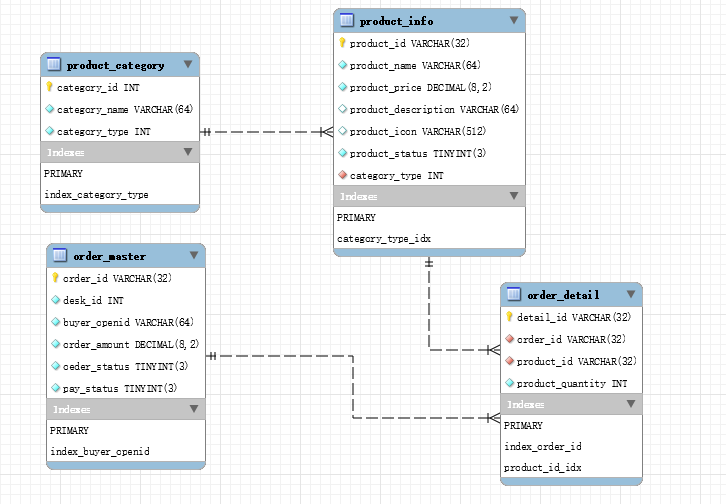 product_category
category_id INT
category_name VARCHAR(64)
category_type INT
Indexes
PRIMARY
index_category_type
product_info
product_id VARCHAR(32)
product_name VARCHAR(64)
product_price DECIMAL(8,2)
product_description VARCHAR(64)
product_icon VARCHAR(512)
product_status TINYINT(3)
category_type INT
Indexes
PRIMARY
category_type_idx
order_master
order_id VARCHAR(32)
desk_id INT
buyer_openid VARCHAR(64)
order_amount DECIMAL(8,2)
oeder_status TINYINT(3)
pay_status TINYINT(3)
Indexes
PRIMARY
index_buyer_openid
order_detail
detail_id VARCHAR(32)
order_id VARCHAR(32)
product_id VARCHAR(32)
product_quantity INT
Indexes
PRIMARY
index_order_id
product_id_idx